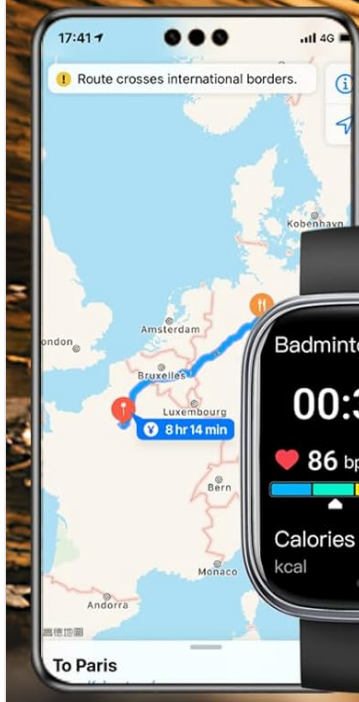 17:41
4G
Route crosses international borders.
København
Amsterdam
ondon
Bruxelles
Luxembourg
¥ 8 hr 14 min
Bern
Monaco
Andorra
高德地图
To Paris
Badminto
00:3
86 bp
Calories
kcal